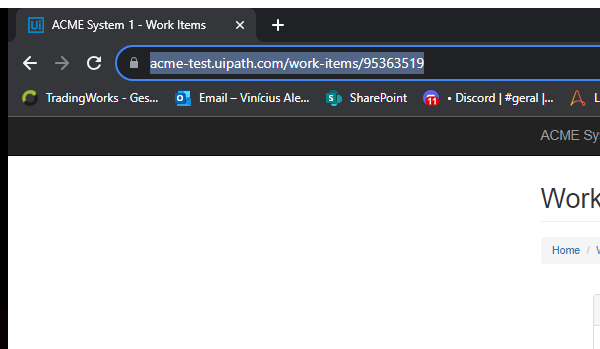 Ui ACME System 1 - Work Items
acme-test.uipath.com/work-items/95363519
TradingWorks - Ges... Email – Vinícius Ale... S SharePoint 11 • Discord | #geral |...
ACME Sy
Work
Home /